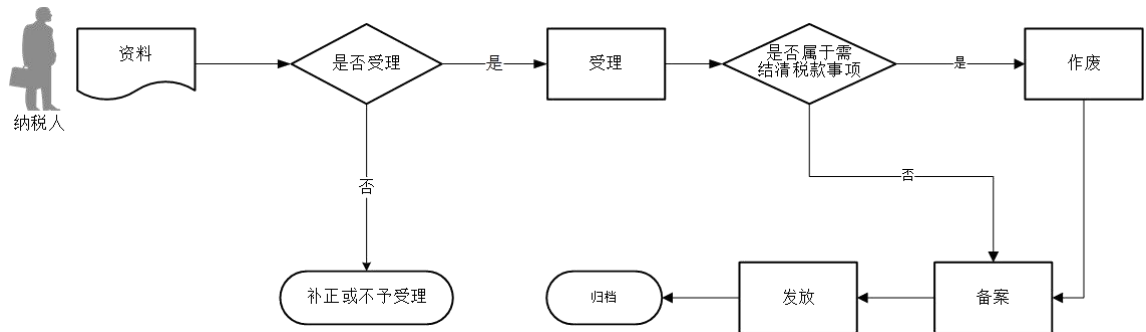 纳税人
资料
是否受理
是
受理
是否属于需
结清税款事项
是
作废
否
否
补正或不予受理
归档
发放
备案